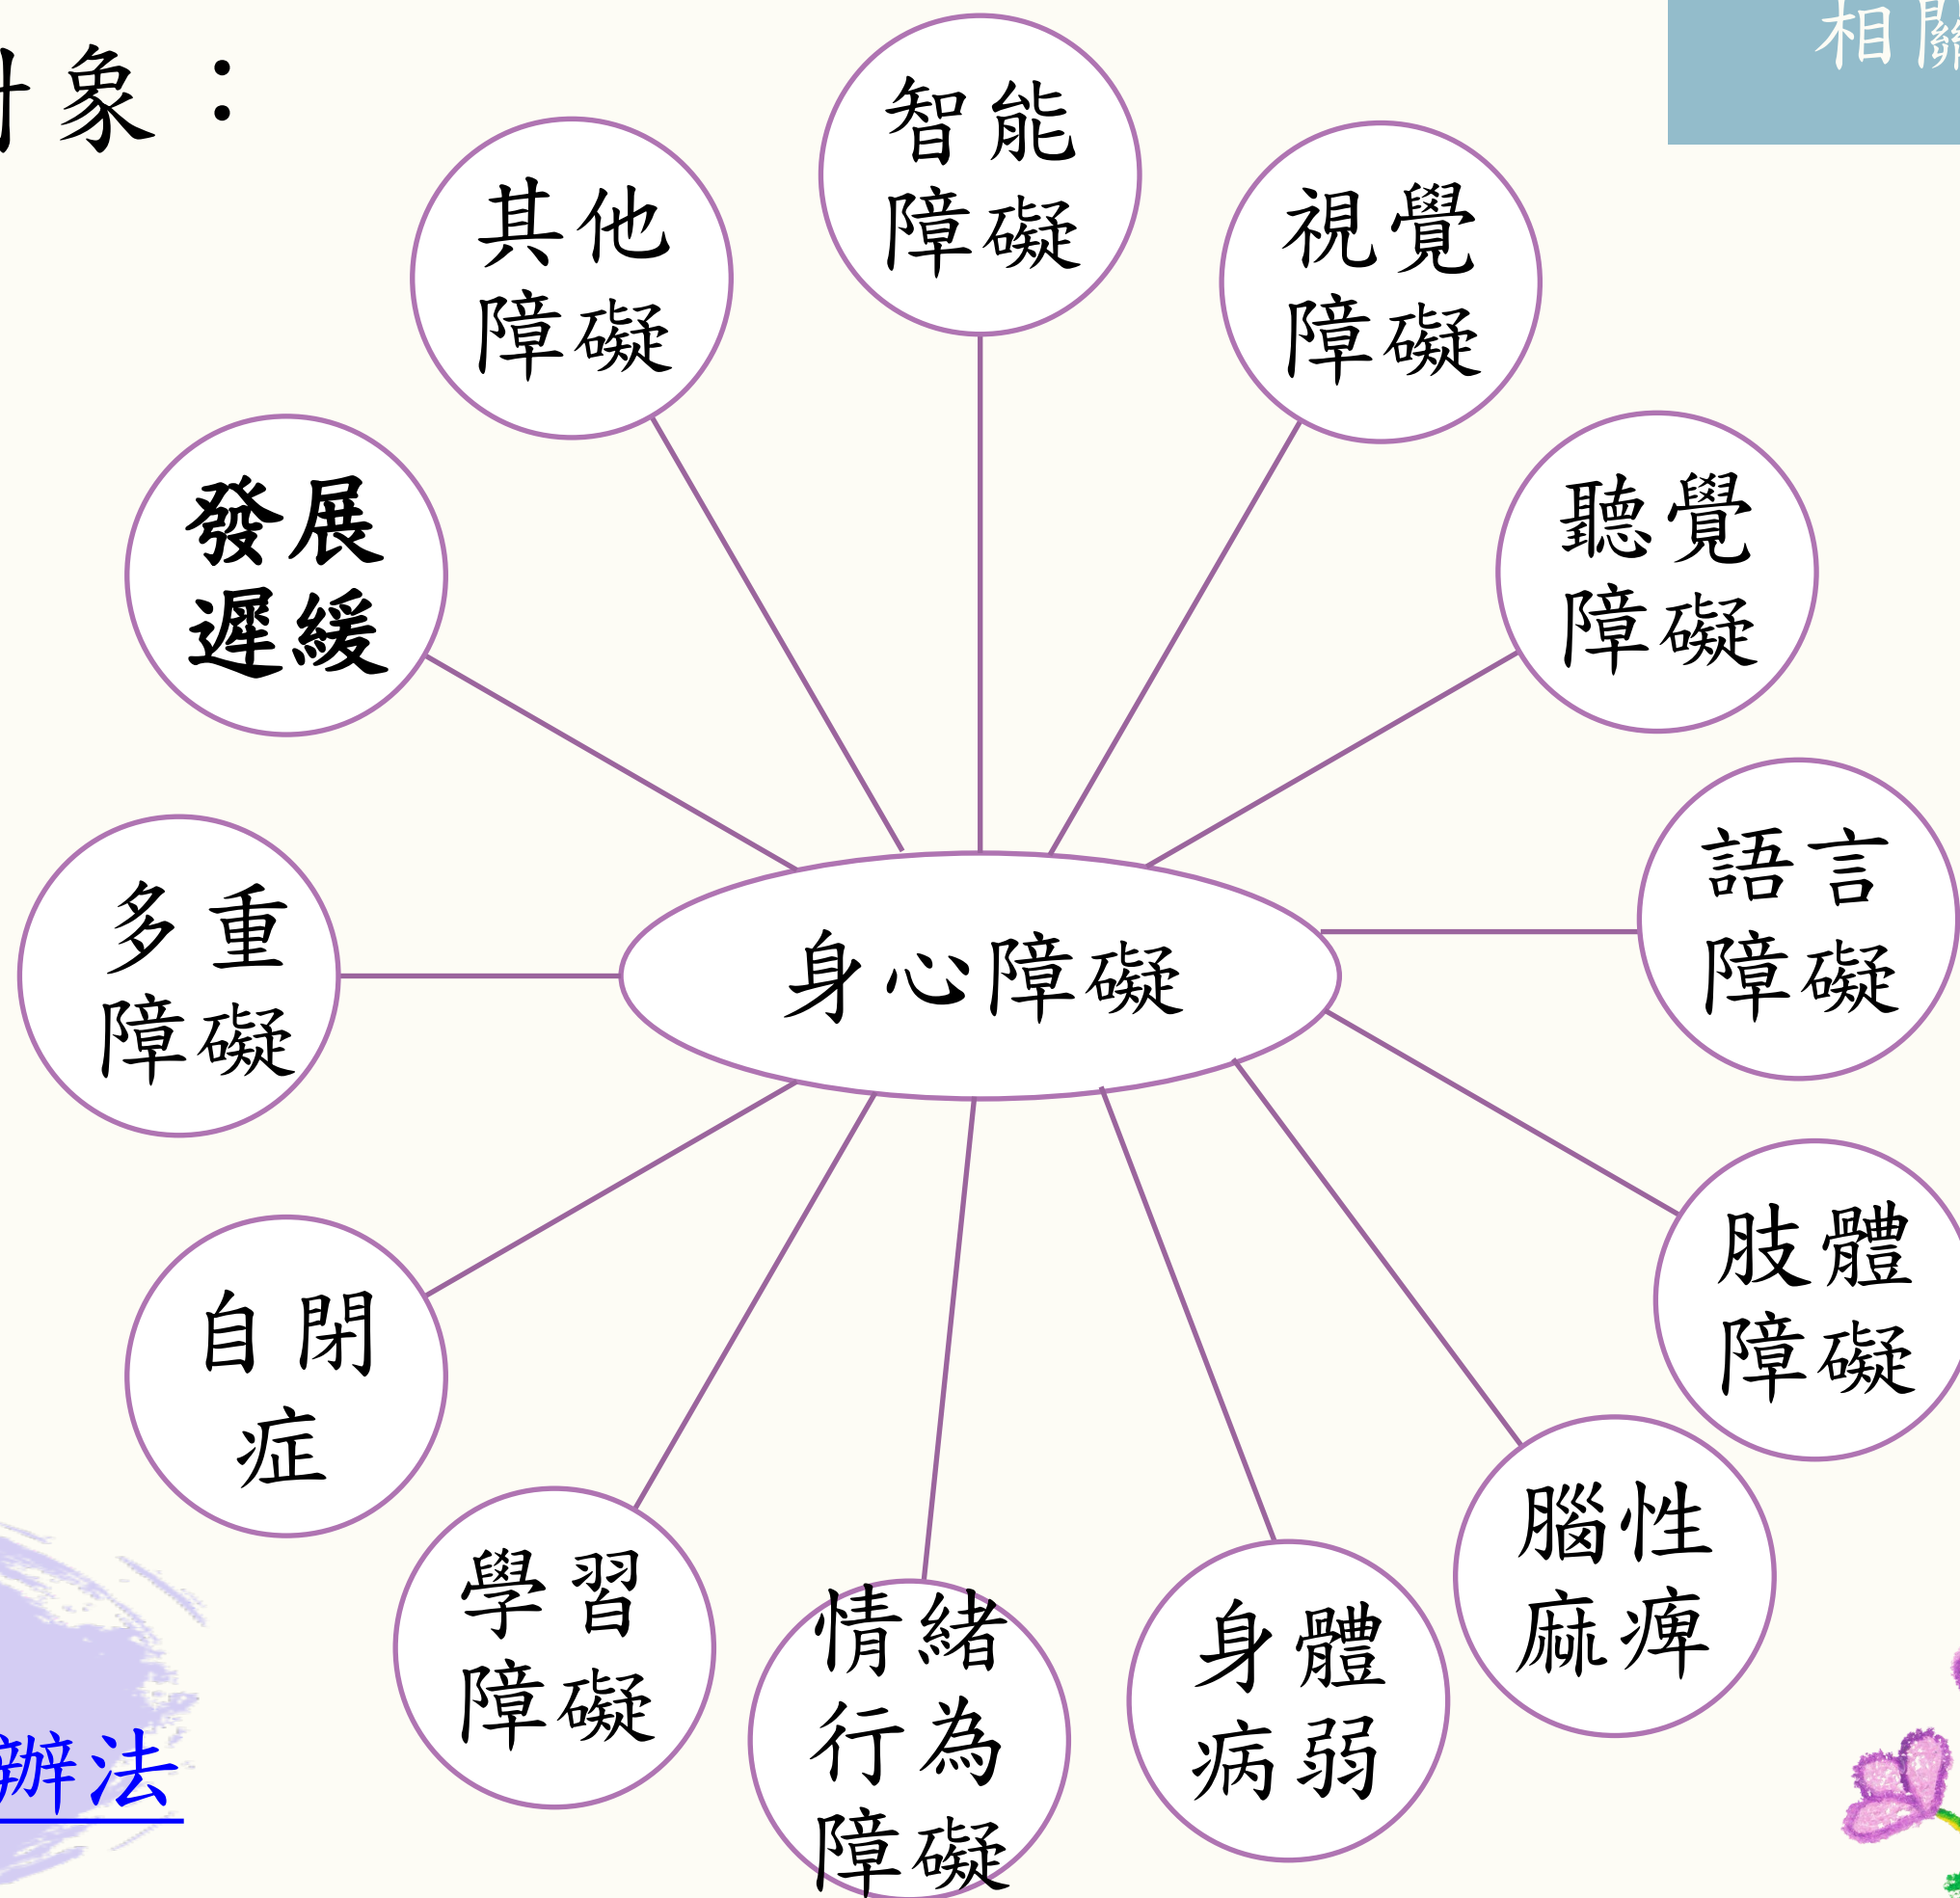 象：
相關
智能
障礙
視覺
障礙
聽覺
障礙
語言
障礙
肢體
障礙
腦性
麻痺
身體
病弱
情緒
行為
障礙
學習
障礙
自閉
症
多重
障礙
發展
遲緩
其他
障礙
身心障礙
辦法